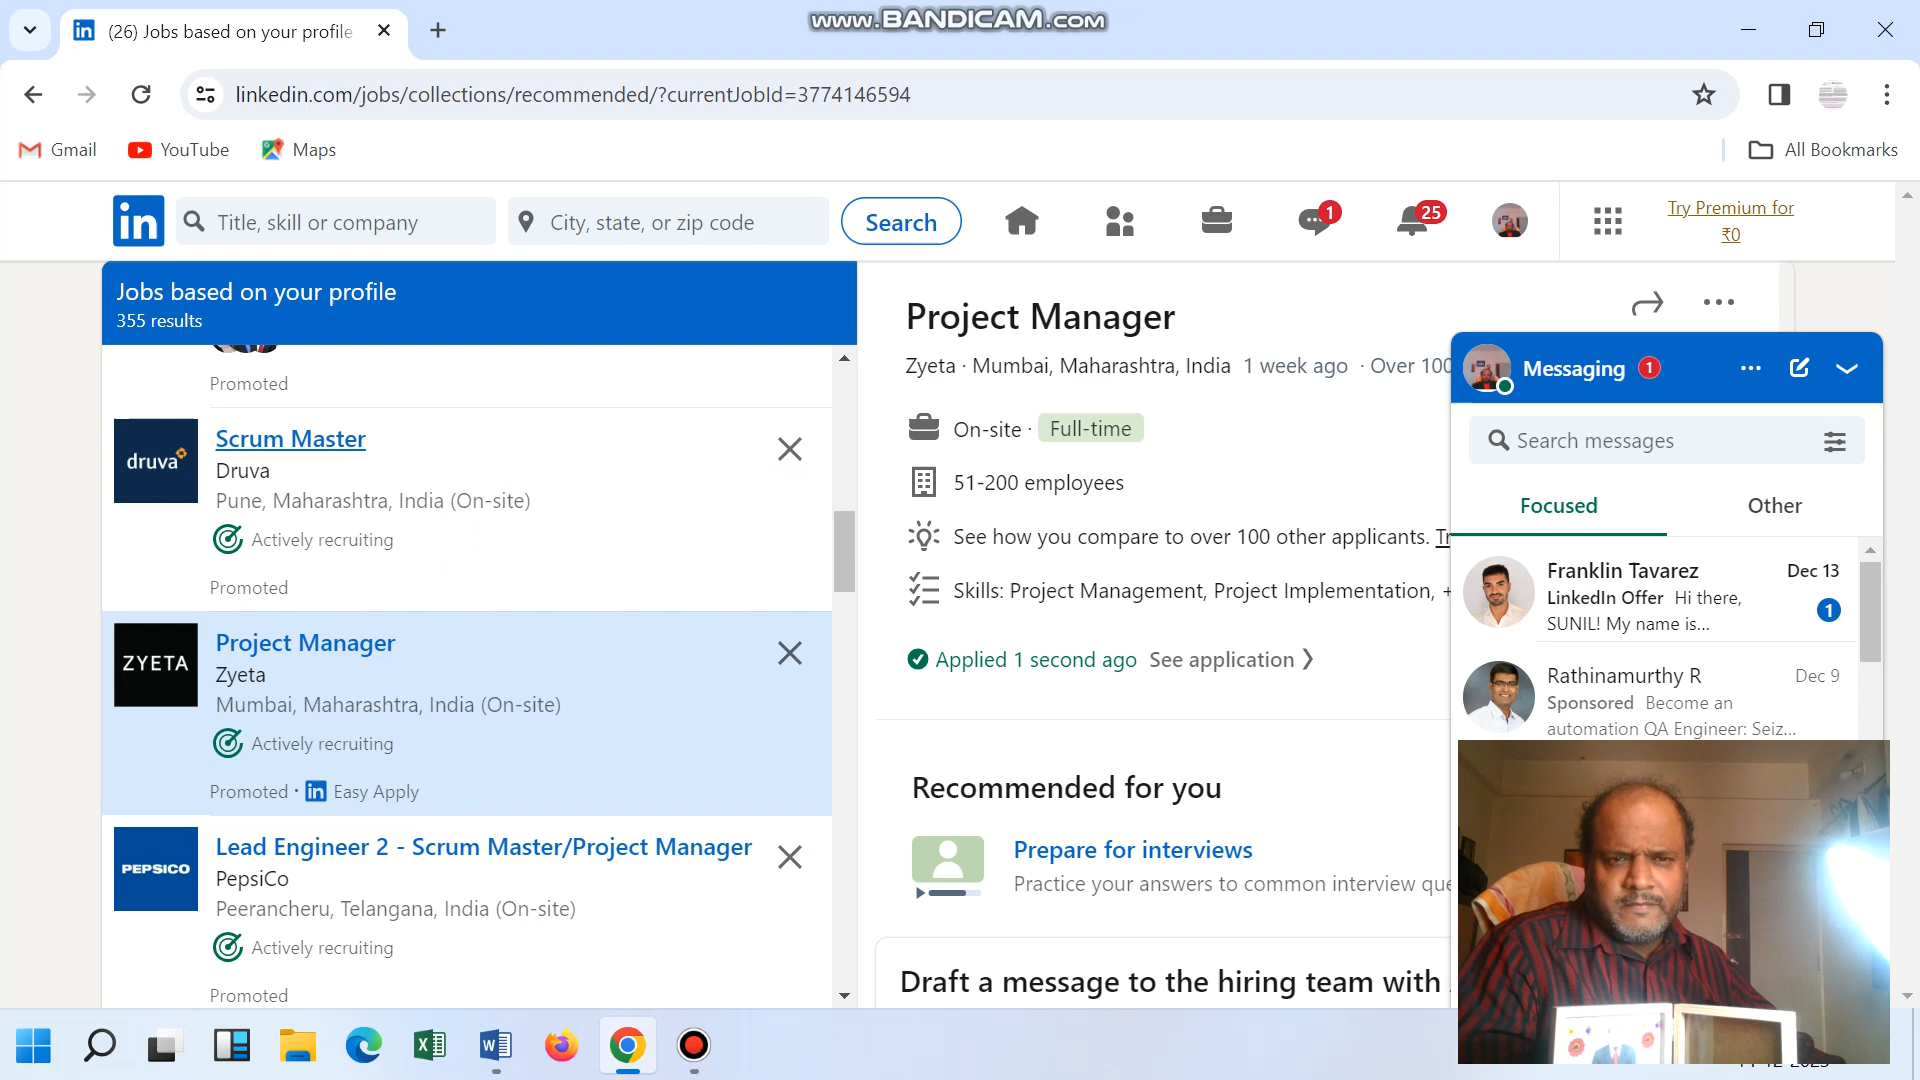 (26) Jobs based on your profile
www.BANDICAM.com
linkedin.com/jobs/collections/recommended/?currentJobId=3774146594
Gmail
YouTube
Maps
All Bookmarks
in
Title, skill or company
City, state, or zip code
Search
1
25
Try Premium for
₹0
Jobs based on your profile
355 results
Promoted
druva
Scrum Master
Druva
Pune, Maharashtra, India (On-site)
Actively recruiting
Promoted
ZYETA
Project Manager
Zyeta
Mumbai, Maharashtra, India (On-site)
Actively recruiting
Promoted · in Easy Apply
PEPSICO
Lead Engineer 2 - Scrum Master/Project Manager
PepsiCo
Peerancheru, Telangana, India (On-site)
Actively recruiting
Promoted
Project Manager
Zyeta · Mumbai, Maharashtra, India 1 week ago · Over 100
On-site · Full-time
51-200 employees
See how you compare to over 100 other applicants. Tr
Skills: Project Management, Project Implementation, +
Applied 1 second ago See application
Recommended for you
Prepare for interviews
Practice your answers to common interview que
Draft a message to the hiring team with
Messaging 1
Search messages
Focused
Other
Franklin Tavarez
Dec 13
LinkedIn Offer Hi there,
SUNIL! My name is...
1
Rathinamurthy R
Dec 9
Sponsored Become an
automation QA Engineer: Seiz...